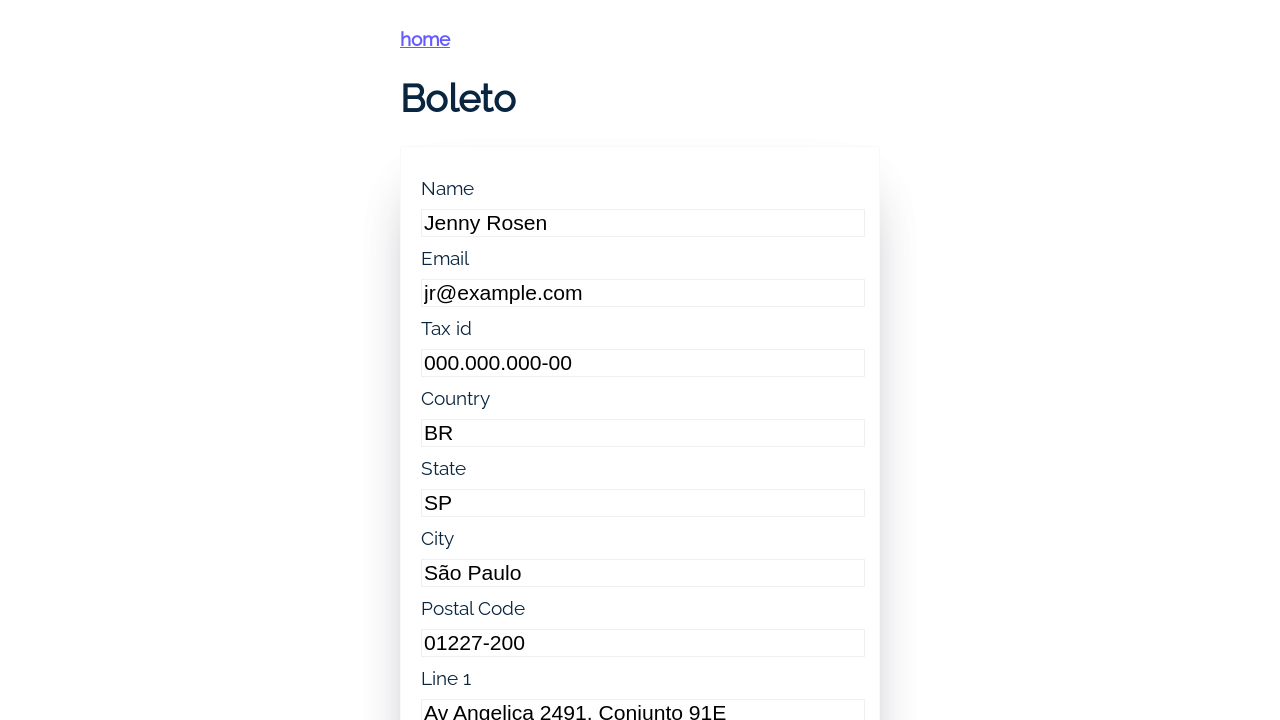 home
Boleto
Name
Jenny Rosen
Email
jr@example.com
Tax id
000.000.000-00
Country
BR
State
SP
City
São Paulo
Postal Code
01227-200
Line 1
Av Angelica 2491, Conjunto 91E